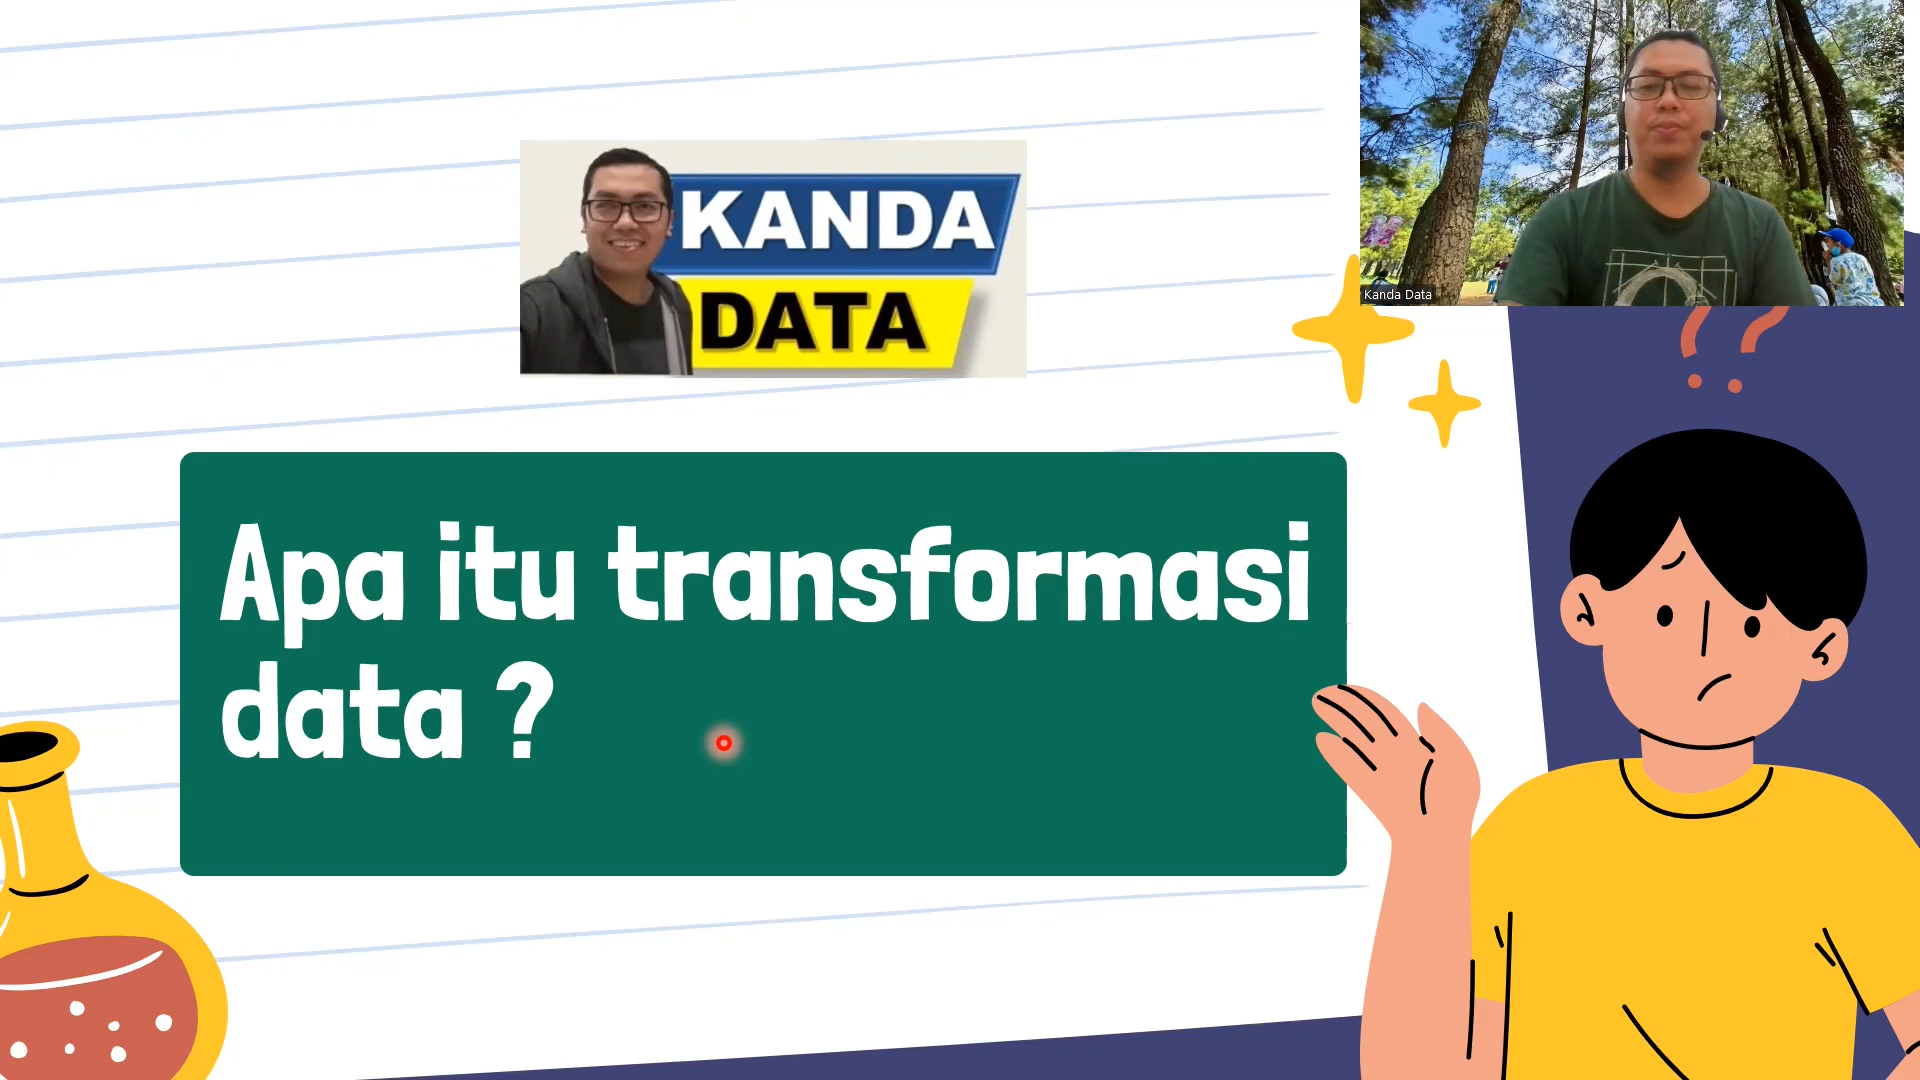 KANDA
DATA
Kanda Data
Apa itu transformasi
data ?